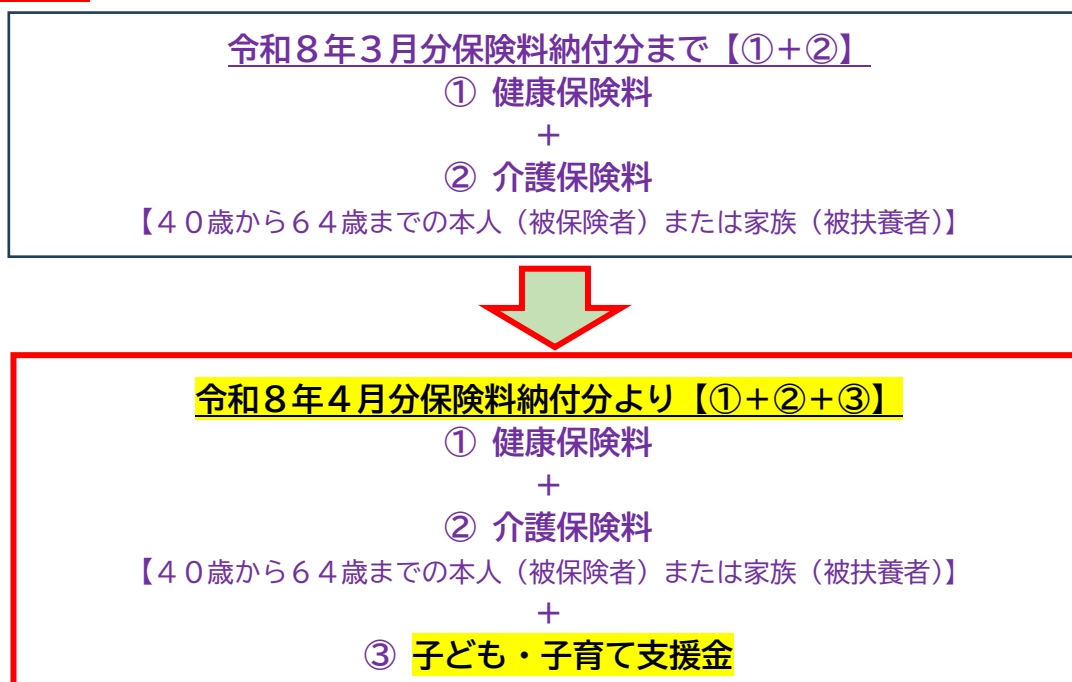 令和８年３月分保険料納付分まで【①＋②】
① 健康保険料
＋
② 介護保険料
【４０歳から６４歳までの本人（被保険者）または家族（被扶養者）】
令和８年４月分保険料納付分より【①＋②＋③】
① 健康保険料
＋
② 介護保険料
【４０歳から６４歳までの本人（被保険者）または家族（被扶養者）】
＋
③ 子ども・子育て支援金